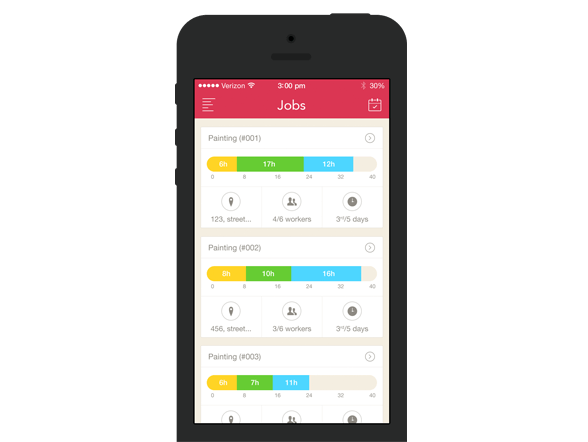 Verizon 3:00 pm 30%
Jobs
Painting (#001)
6h 17h 12h
0 8 16 24 32 40
123, street... 4/6 workers 3rd/5 days
Painting (#002)
6h 10h 16h
0 8 16 24 32 40
456, street... 3/6 workers 3rd/5 days
Painting (#003)
6h 7h 11h
0 8 16 24 32 40